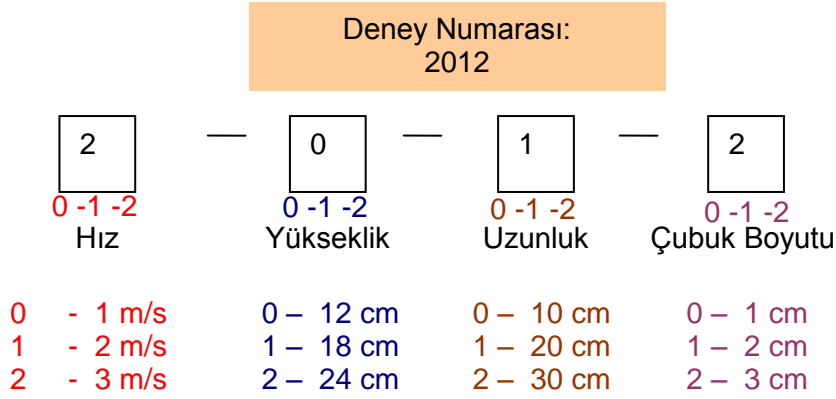 Deney Numarası:
2012
2 — 0 — 1 — 2
0 -1 -2 0 -1 -2 0 -1 -2 0 -1 -2
Hız Yükseklik Uzunluk Çubuk Boyutu
0 - 1 m/s 0 – 12 cm 0 – 10 cm 0 – 1 cm
1 - 2 m/s 1 – 18 cm 1 – 20 cm 1 – 2 cm
2 - 3 m/s 2 – 24 cm 2 – 30 cm 2 – 3 cm